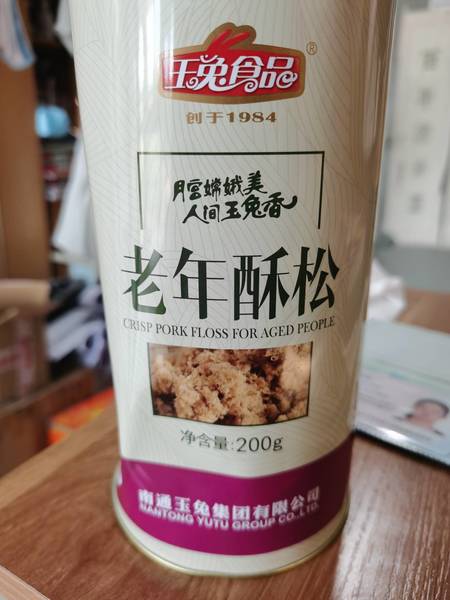 玉兔食品®
创于1984
月宫嫦娥美
人间玉兔香
老年酥松
CRISP PORK FLOSS FOR AGED PEOPLE
净含量:200g
南通玉兔集团有限公司
NANTONG YUTU GROUP CO.,LTD.